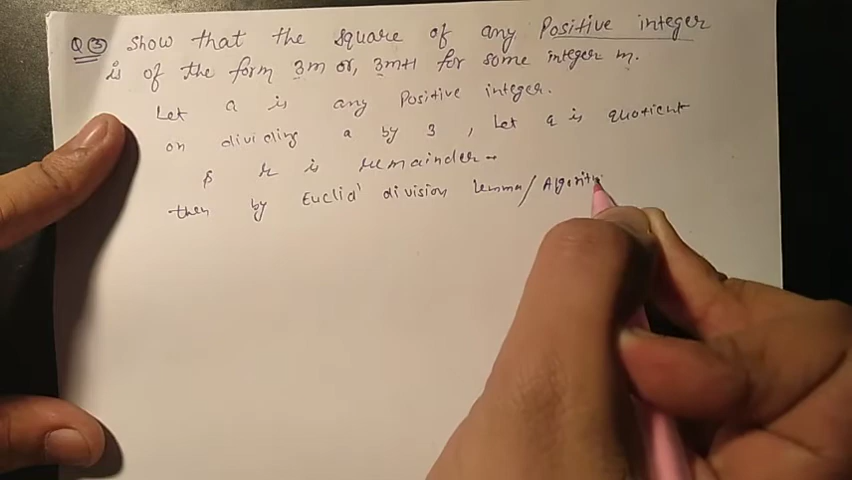 Q③ Show that the square of any Positive integer
is of the form 3m or, 3m+1 for some integer m.
Let a is any Positive integer.
on dividing a by 3, Let q is quotient
& r is remainder.
then by Euclid' division Lemma/Algorith